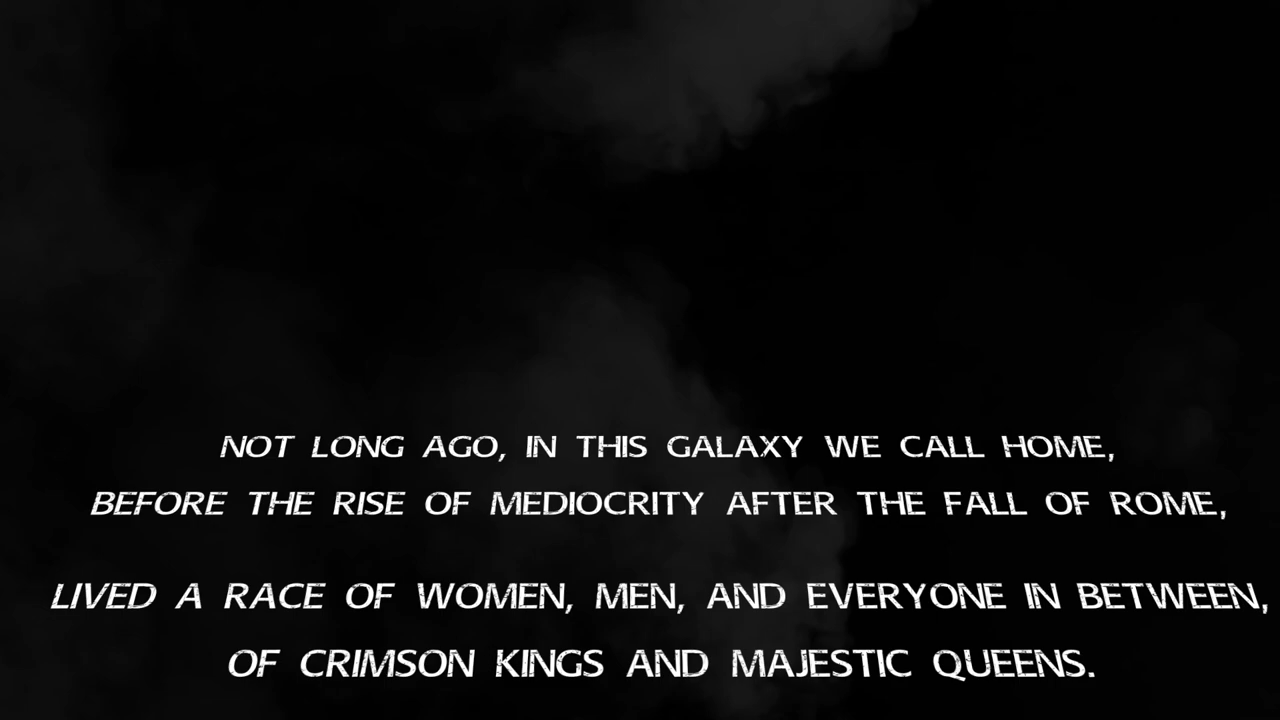 NOT LONG AGO, IN THIS GALAXY WE CALL HOME,
BEFORE THE RISE OF MEDIOCRITY AFTER THE FALL OF ROME,
LIVED A RACE OF WOMEN, MEN, AND EVERYONE IN BETWEEN,
OF CRIMSON KINGS AND MAJESTIC QUEENS.